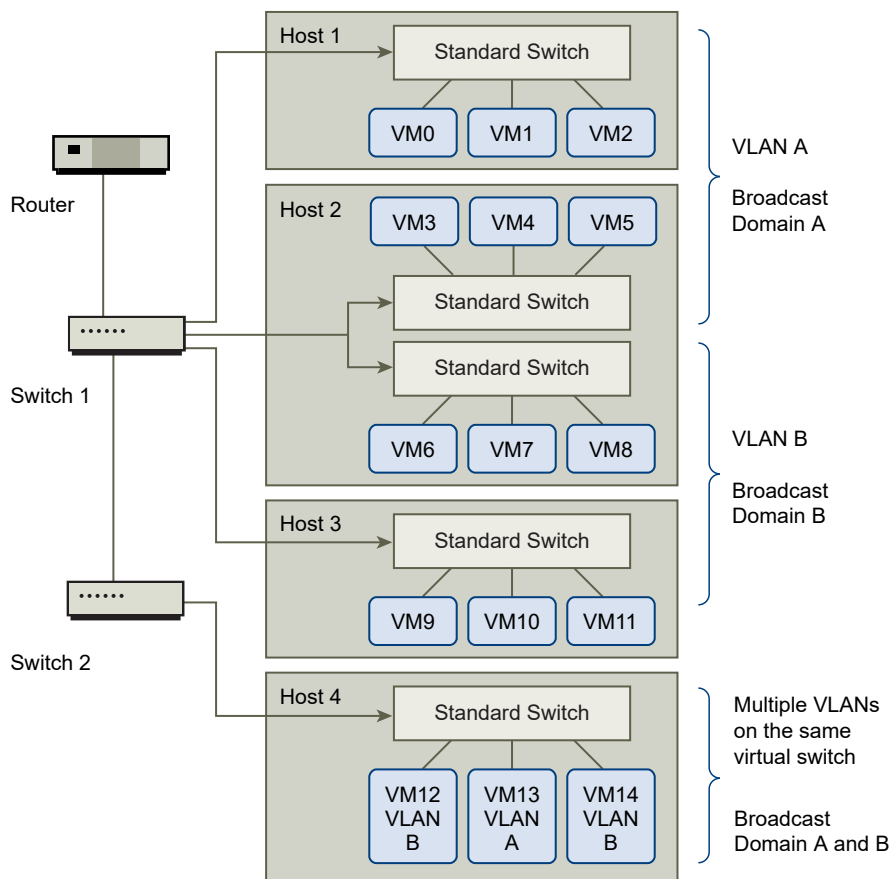 Host 1
Standard Switch
VM0
VM1
VM2
VLAN A
Broadcast
Domain A
Router
Host 2
VM3
VM4
VM5
Standard Switch
Standard Switch
VM6
VM7
VM8
Switch 1
VLAN B
Broadcast
Domain B
Host 3
Standard Switch
VM9
VM10
VM11
Switch 2
Host 4
Standard Switch
VM12
VLAN
B
VM13
VLAN
A
VM14
VLAN
B
Multiple VLANs
on the same
virtual switch
Broadcast
Domain A and B